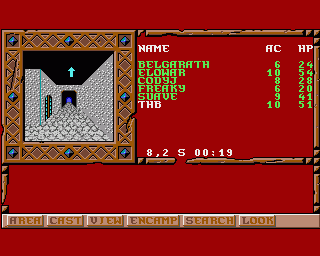 NAME AC HP
BELGARATH 6 24
ELOWAR 10 54
CODYJ 8 28
FREAKY 6 20
SUAVE 9 41
THB 10 51
8,2 S 00:19
AREA CAST VIEW ENCAMP SEARCH LOOK